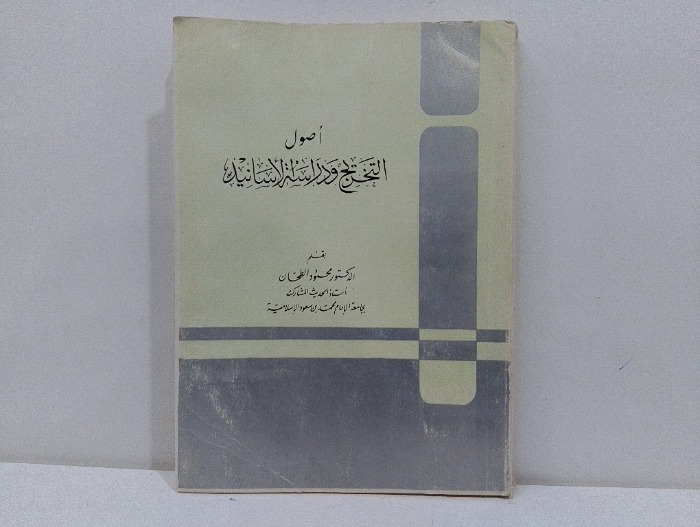 أصول
التخريج ودراسة الأسانيد
بقلم
الدكتور محمود الطحان
أستاذ الحديث المشارك
بجامعة الإمام محمد بن سعود الإسلامية